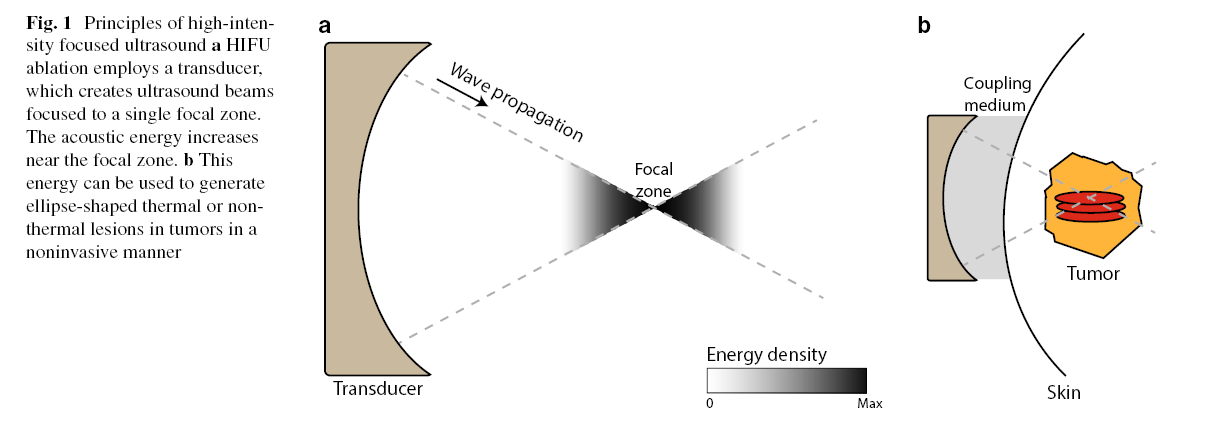 Fig. 1 Principles of high-inten-
sity focused ultrasound a HIFU
ablation employs a transducer,
which creates ultrasound beams
focused to a single focal zone.
The acoustic energy increases
near the focal zone. b This
energy can be used to generate
ellipse-shaped thermal or non-
thermal lesions in tumors in a
noninvasive manner
a
Wave propagation
Focal
zone
Transducer
Energy density
0
Max
b
Coupling
medium
Tumor
Skin